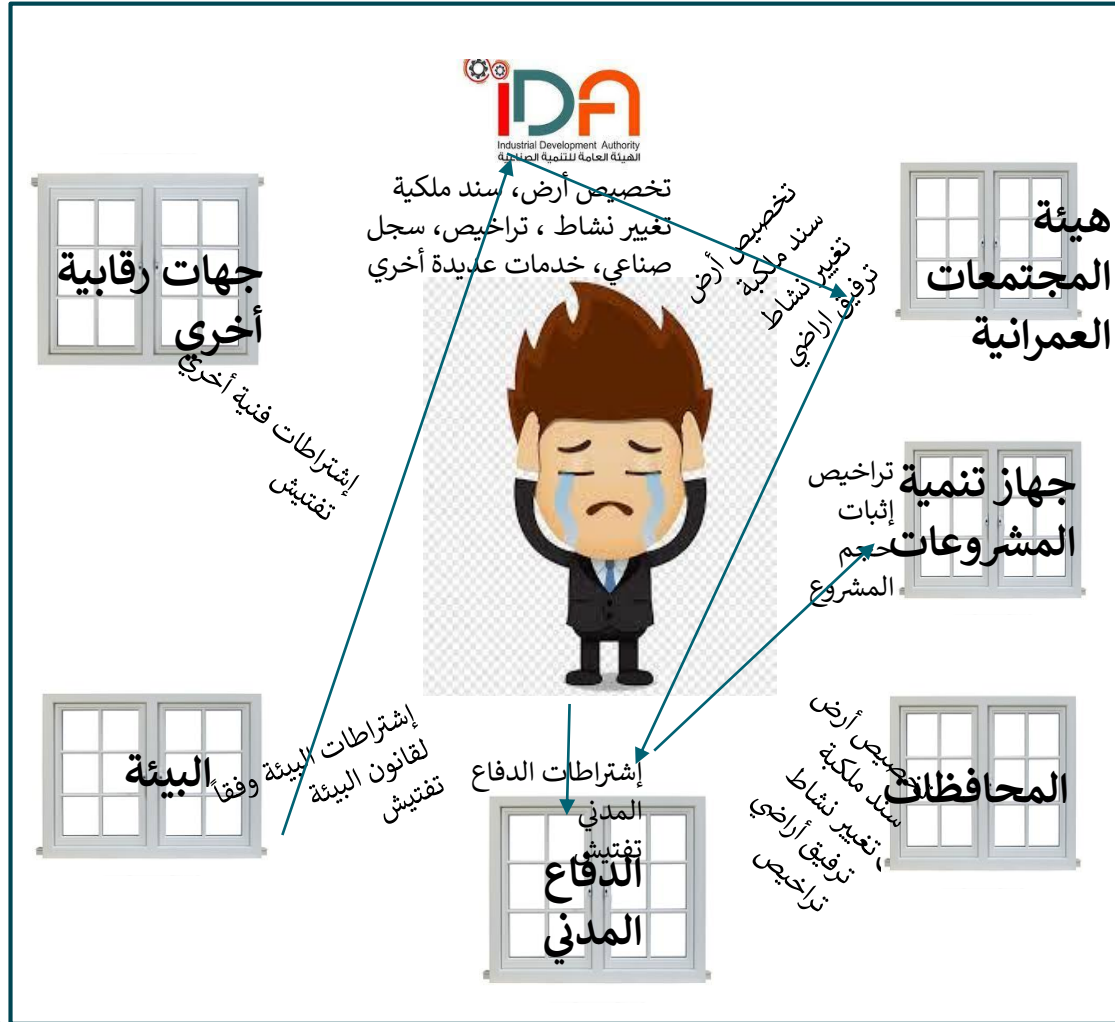 iDA
Industrial Development Authority
الهيئة العامة للتنمية الصناعية
تخصيص أرض، سند ملكية
تغيير نشاط ، تراخيص، سجل
صناعي، خدمات عديدة أخري
تخصيص أرض
سند ملكية
تغيير نشاط
ترفيق اراضي
هيئة
المجتمعات
العمرانية
جهات رقابية
أخري
إشتراطات فنية أخري
تفتيش
تراخيص
إثبات
حجم
المشروع
جهاز تنمية
المشروعات
البيئة
إشتراطات البيئة وفقاً
لقانون البيئة
تفتيش
إشتراطات الدفاع
المدني
تفتيش
الدفاع
المدني
تخصيص أرض
سند ملكية
تغيير نشاط
ترفيق أراضي
تراخيص
المحافظات